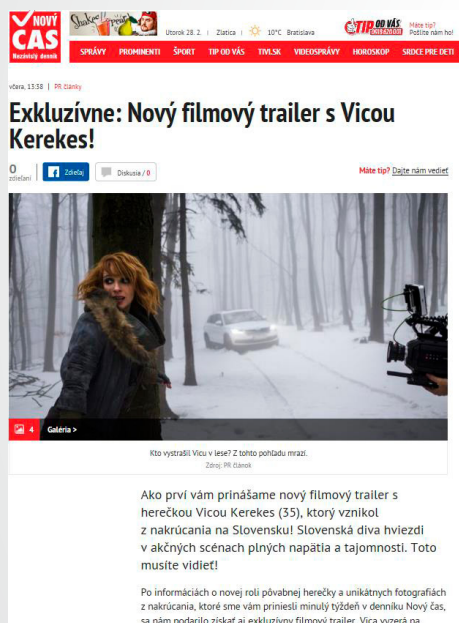 NOVÝ
ČAS
Nezávislý denník
Utorok 28. 2. | Zlatica | 10°C Bratislava
TIP OD VÁS
Máte tip?
Pošlite nám ho!
SPRÁVY PROMINENTI ŠPORT TIP OD VÁS TIVI.SK VIDEOSPRÁVY HOROSKOP SRDCE PRE DETI
včera, 13:58 | PR články
Exkluzívne: Nový filmový trailer s Vicou
Kerekes!
0
zdieľaní
Zdieľaj
Diskusia / 0
Máte tip? Dajte nám vedieť
4 Galéria >
Kto vystrašil Vicu v lese? Z tohto pohľadu mrazí.
Zdroj: PR článok
Ako prví vám prinášame nový filmový trailer s
herečkou Vicou Kerekes (35), ktorý vznikol
z nakrúcania na Slovensku! Slovenská diva hviezdi
v akčných scénach plných napätia a tajomnosti. Toto
musíte vidieť!
Po informáciách o novej roli pôvabnej herečky a unikátnych fotografiách
z nakrúcania, ktoré sme vám priniesli minulý týždeň v denníku Nový čas,
sa nám podarilo získať aj exkluzívny filmový trailer. Vica vyzerá na